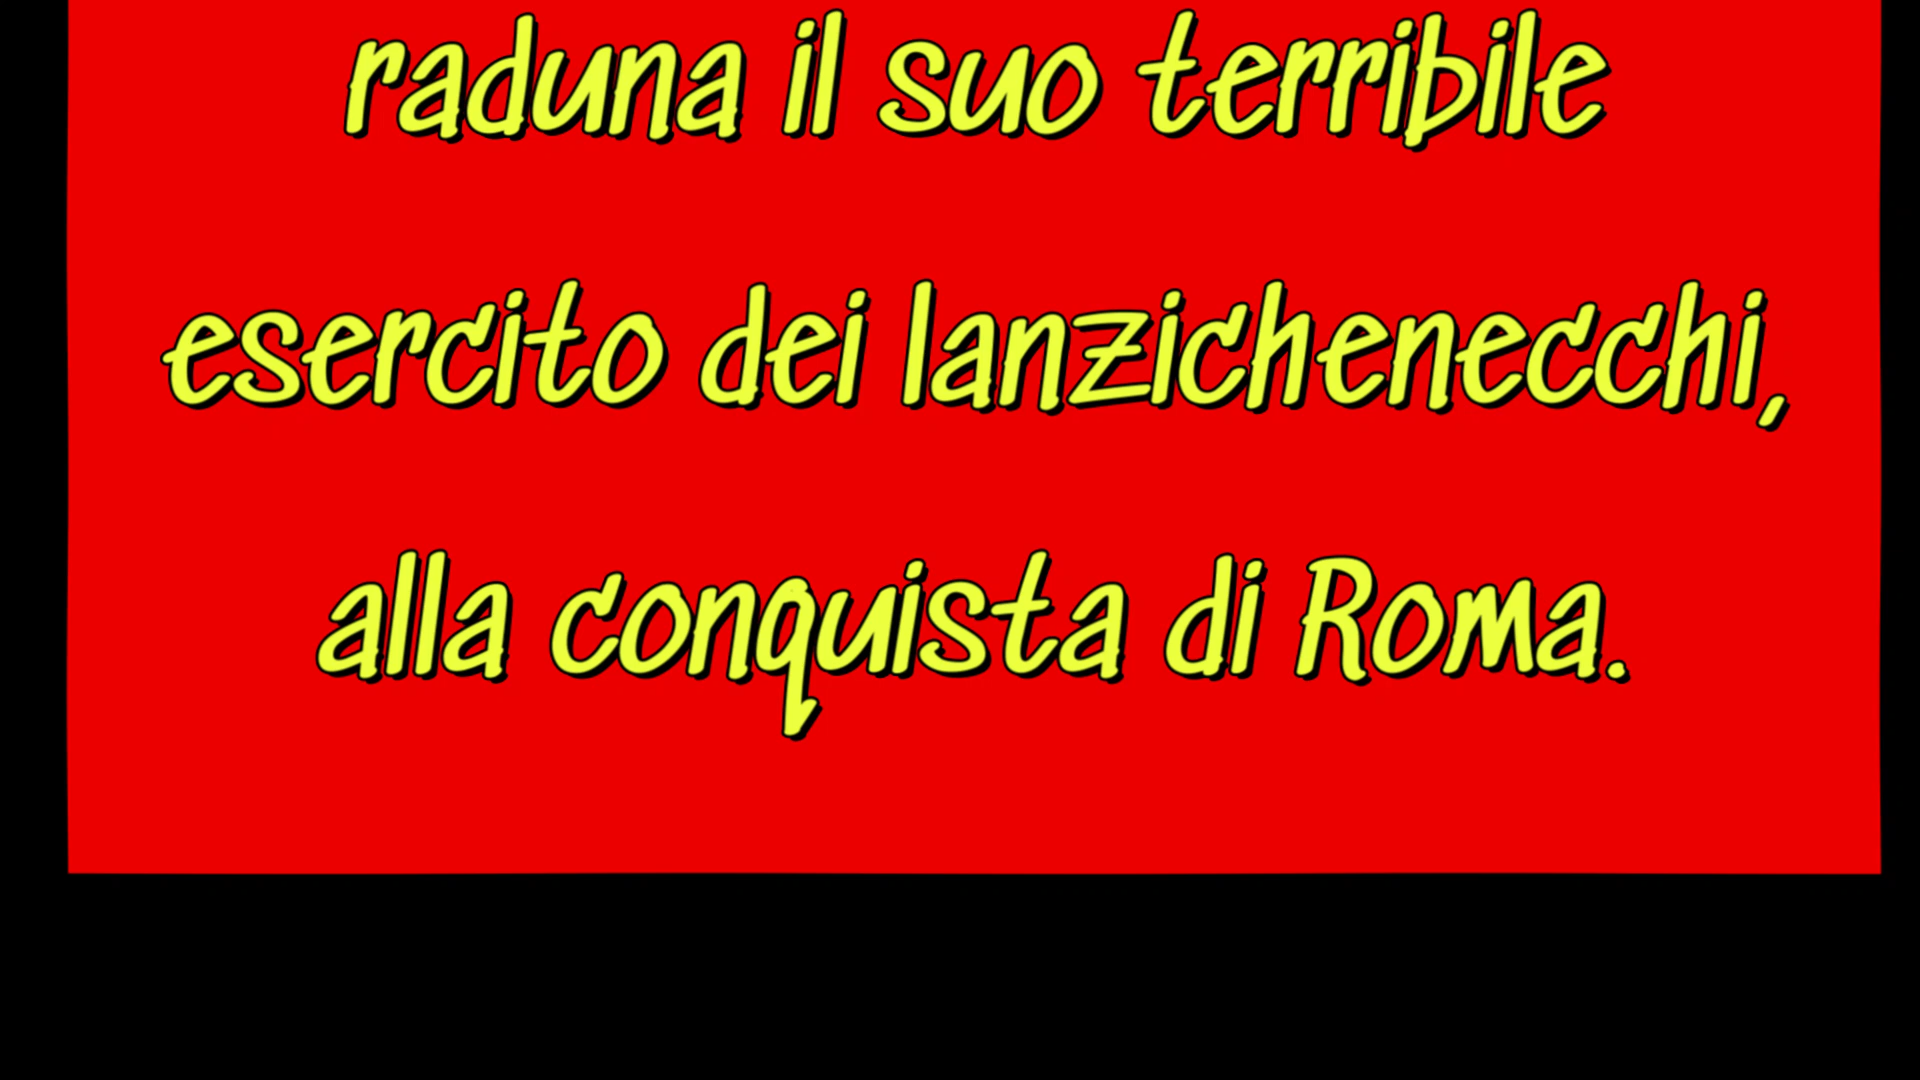 raduna il suo terribile
esercito dei lanzichenecchi,
alla conquista di Roma.